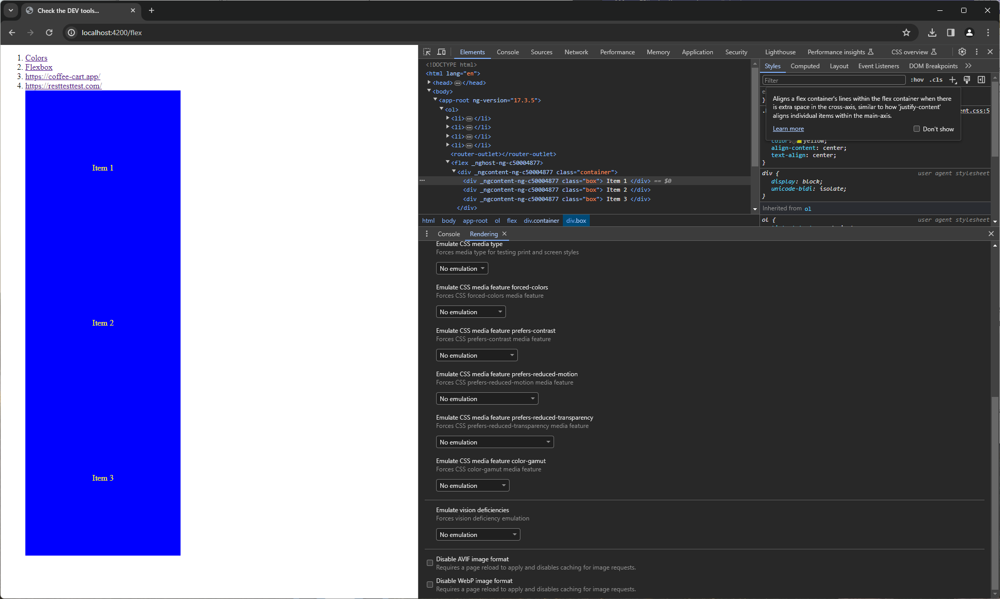 Check the DEV tools...
localhost:4200/flex
1. Colors
2. Flexbox
3. https://coffee-cart.app/
4. https://resttesttest.com/
Item 1
Item 2
Item 3
Elements Console Sources Network Performance Memory Application Security Lighthouse Performance insights CSS overview
<!DOCTYPE html>
<html lang="en">
<head> </head>
<body>
<app-root ng-version="17.3.5">
<ol>
<li> </li>
<li> </li>
<li> </li>
<li> </li>
<router-outlet></router-outlet>
<flex _nghost-ng-c50004877>
<div _ngcontent-ng-c50004877 class="container">
<div _ngcontent-ng-c50004877 class="box"> Item 1 </div> == $0
<div _ngcontent-ng-c50004877 class="box"> Item 2 </div>
<div _ngcontent-ng-c50004877 class="box"> Item 3 </div>
</div>
html body app-root ol flex div.container div.box
Styles Computed Layout Event Listeners DOM Breakpoints
Filter :hov .cls
}
Aligns a flex container's lines within the flex container when there
is extra space in the cross-axis, similar to how 'justify-content'
aligns individual items within the main-axis.
Learn more Don't show
ent.css:5
color: yellow;
align-content: center;
text-align: center;
}
div { user agent stylesheet
display: block;
unicode-bidi: isolate;
}
Inherited from ol
ol { user agent stylesheet
Console Rendering
Emulate CSS media type
Forces media type for testing print and screen styles
No emulation
Emulate CSS media feature forced-colors
Forces CSS forced-colors media feature
No emulation
Emulate CSS media feature prefers-contrast
Forces CSS prefers-contrast media feature
No emulation
Emulate CSS media feature prefers-reduced-motion
Forces CSS prefers-reduced-motion media feature
No emulation
Emulate CSS media feature prefers-reduced-transparency
Forces CSS prefers-reduced-transparency media feature
No emulation
Emulate CSS media feature color-gamut
Forces CSS color-gamut media feature
No emulation
Emulate vision deficiencies
Forces vision deficiency emulation
No emulation
Disable AVIF image format
Requires a page reload to apply and disables caching for image requests.
Disable WebP image format
Requires a page reload to apply and disables caching for image requests.